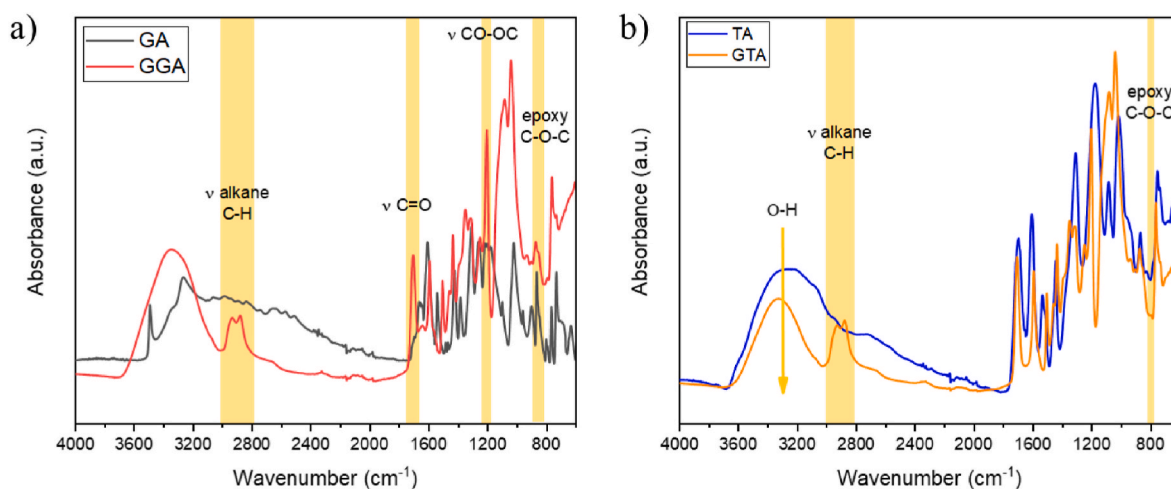 a)
GA
GGA
ν CO-OC
epoxy
C-O-C
ν alkane
C-H
ν C=O
Absorbance (a.u.)
4000 3600 3200 2800 2400 2000 1600 1200 800
Wavenumber (cm⁻¹)
b)
TA
GTA
epoxy
C-O-C
ν alkane
C-H
O-H
Absorbance (a.u.)
4000 3600 3200 2800 2400 2000 1600 1200 800
Wavenumber (cm⁻¹)